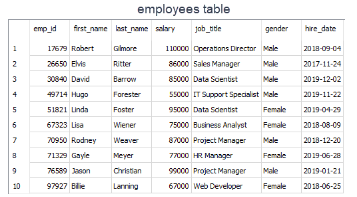 employees table
emp_id first_name last_name salary job_title gender hire_date
1 17679 Robert Gilmore 110000 Operations Director Male 2018-09-04
2 26650 Elvis Ritter 86000 Sales Manager Male 2017-11-24
3 30840 David Barrow 85000 Data Scientist Male 2019-12-02
4 49714 Hugo Forester 55000 IT Support Specialist Male 2019-11-22
5 51821 Linda Foster 95000 Data Scientist Female 2019-04-29
6 67323 Lisa Wiener 75000 Business Analyst Female 2018-08-09
7 70950 Rodney Weaver 87000 Project Manager Male 2018-12-20
8 71329 Gayle Meyer 77000 HR Manager Female 2019-06-28
9 76589 Jason Christian 99000 Project Manager Male 2019-01-21
10 97927 Billie Lanning 67000 Web Developer Female 2018-06-25